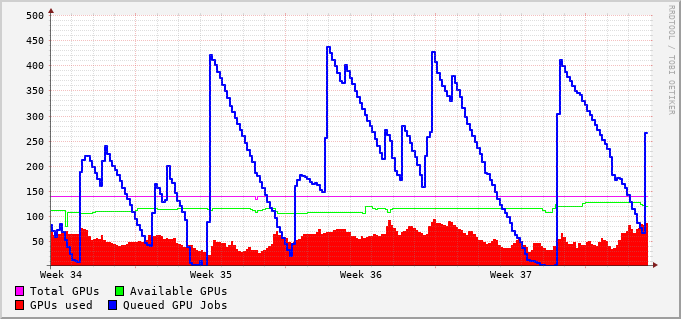 500
450
400
350
300
250
200
150
100
50
Week 34 Week 35 Week 36 Week 37
Total GPUs Available GPUs
GPUs used Queued GPU Jobs
RRDTOOL / TOBI OETIKER